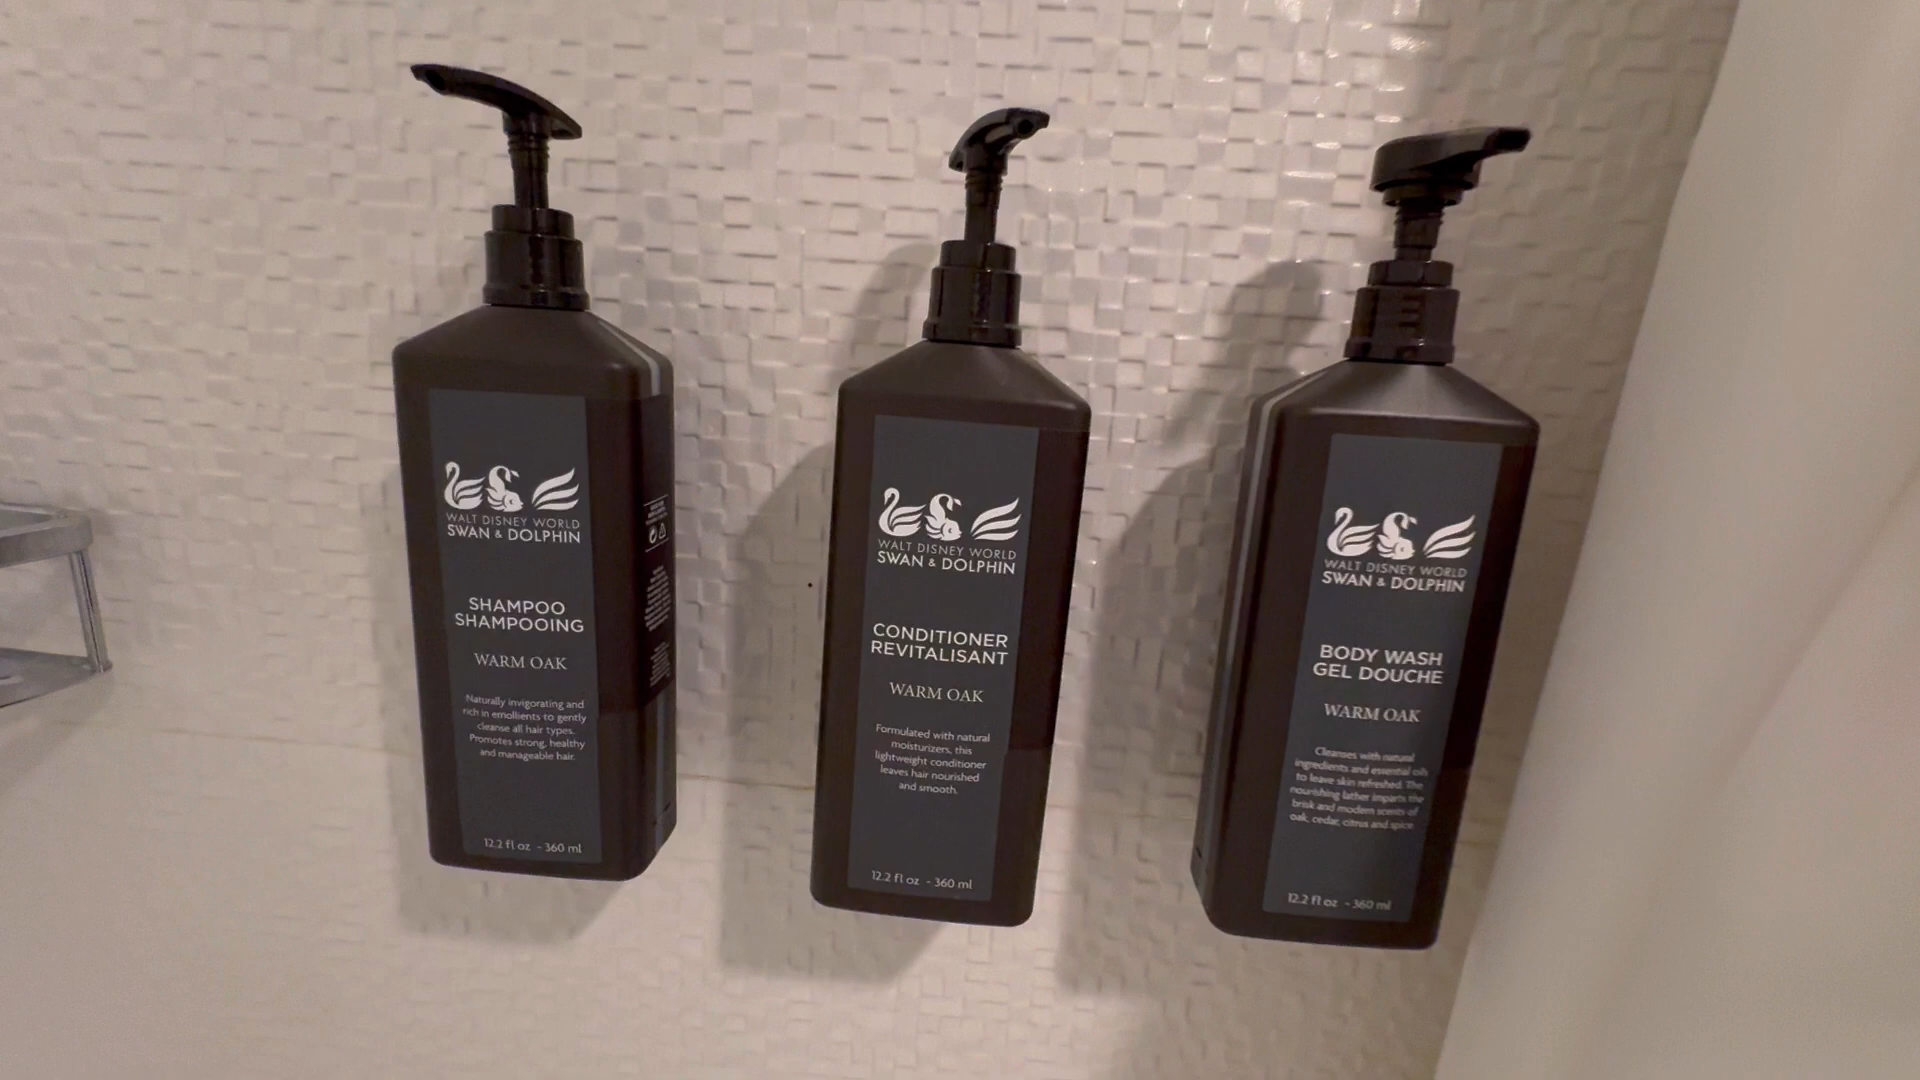 WALT DISNEY WORLD
SWAN & DOLPHIN
SHAMPOO
SHAMPOOING
WARM OAK
Naturally invigorating and
rich in emollients to gently
cleanse all hair types.
Promotes strong, healthy
and manageable hair.
12.2 fl oz - 360 ml
WALT DISNEY WORLD
SWAN & DOLPHIN
CONDITIONER
REVITALISANT
WARM OAK
Formulated with natural
moisturizers, this
lightweight conditioner
leaves hair nourished
and smooth.
12.2 fl oz - 360 ml
WALT DISNEY WORLD
SWAN & DOLPHIN
BODY WASH
GEL DOUCHE
WARM OAK
Cleanses with natural
ingredients and essential oils
to leave skin refreshed. The
nourishing lather imparts the
brisk and modern scents of
oak, cedar, citrus and spice.
12.2 fl oz - 360 ml